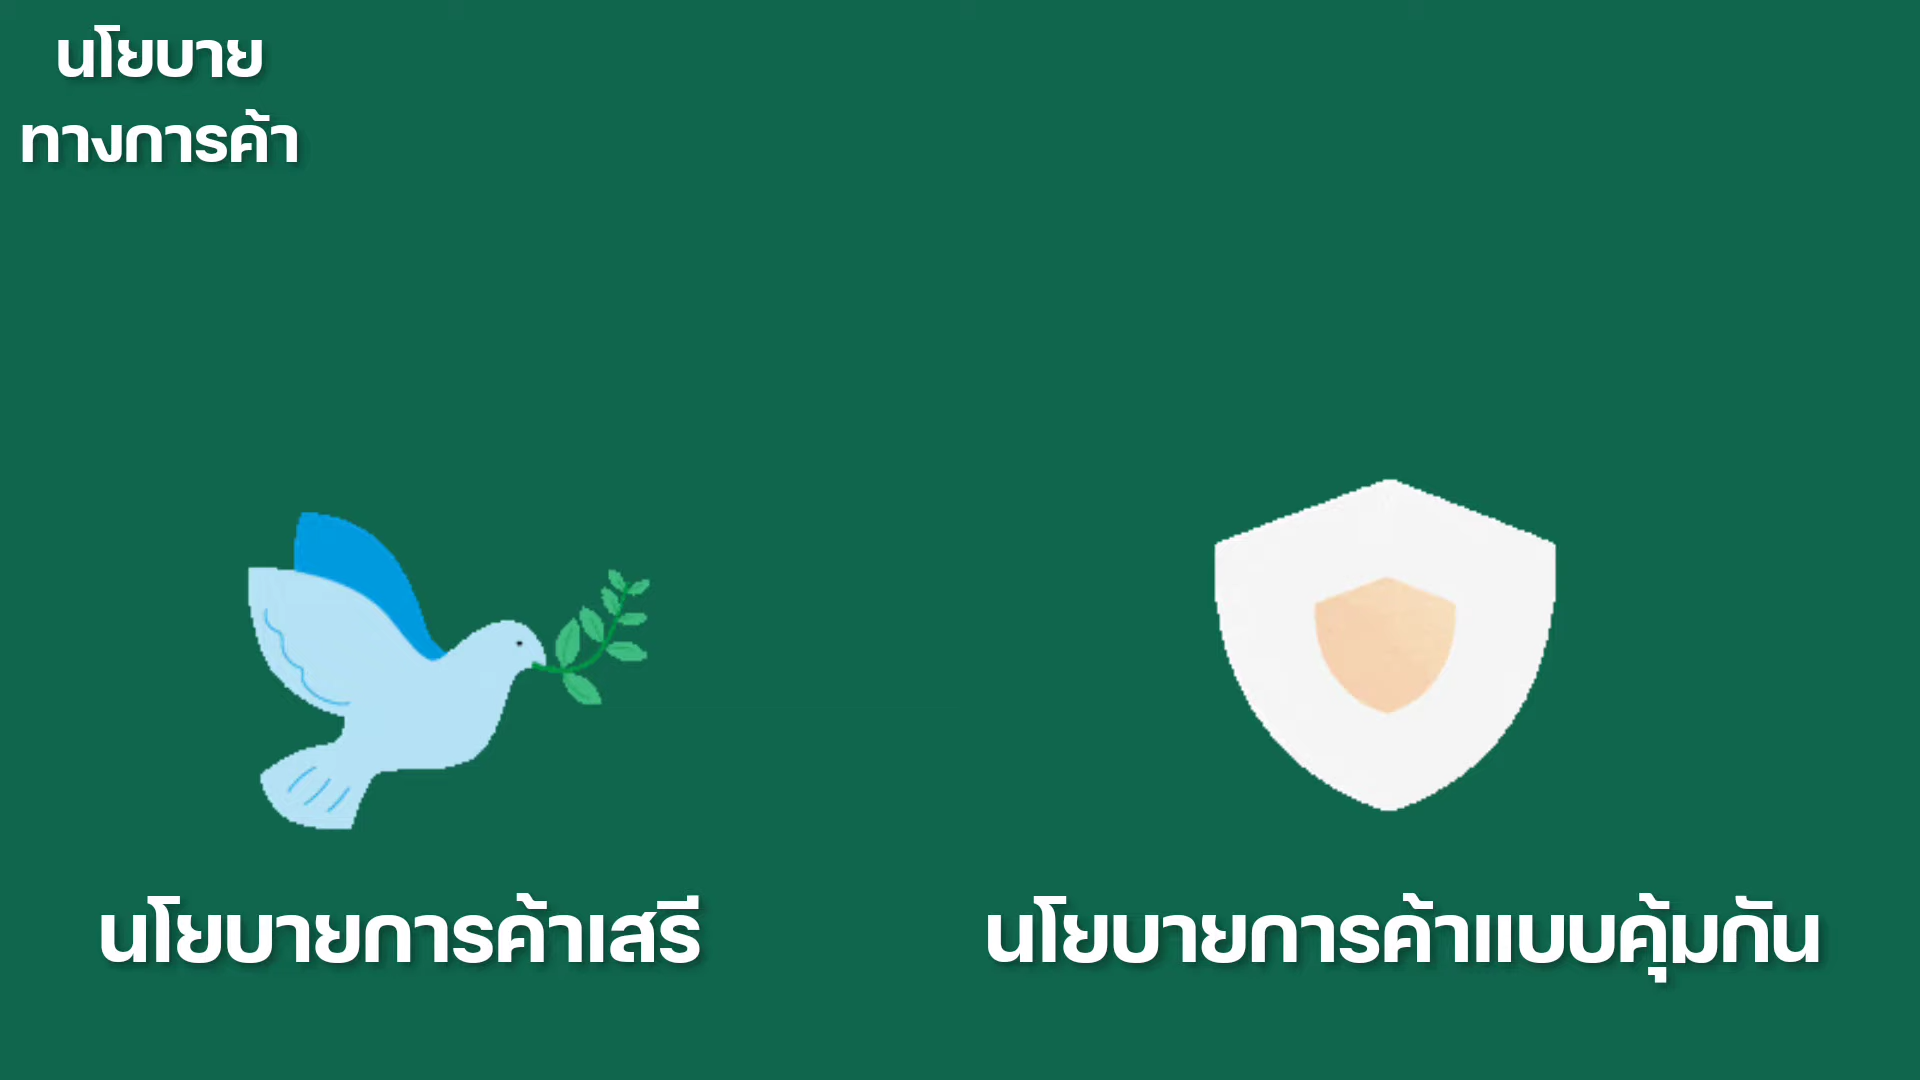 นโยบาย
ทางการค้า
นโยบายการค้าเสรี
นโยบายการค้าแบบคุ้มกัน